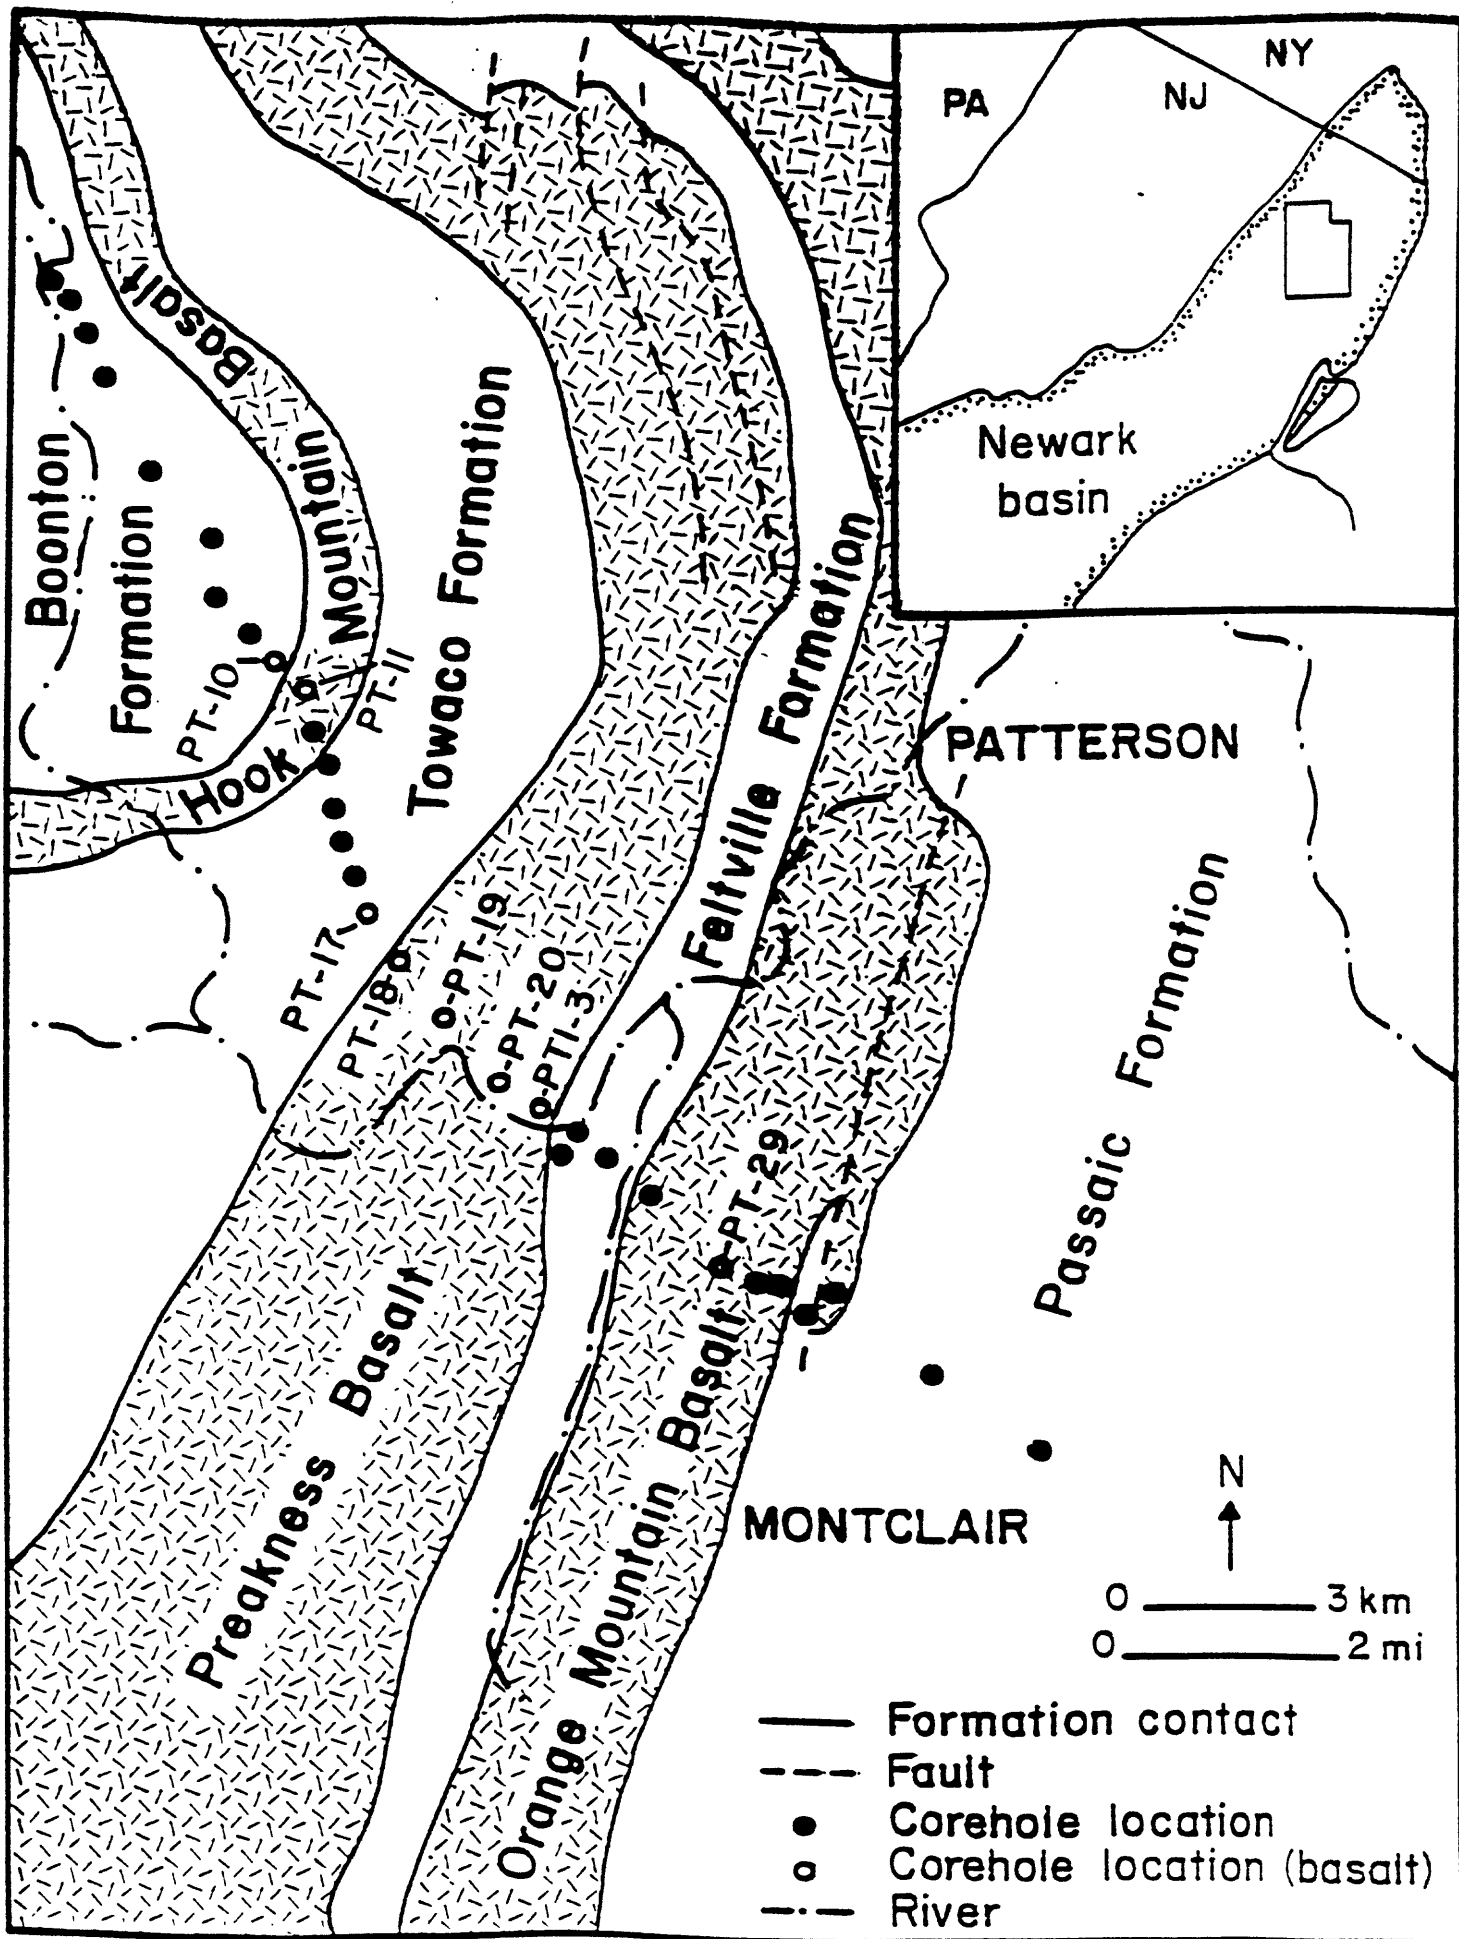 NY
PA
NJ
Newark
basin
Basalt
Mountain
Hook
Boonton
Formation
Towaco Formation
PT-10
PT-11
PATTERSON
Feltville Formation
PT-17
PT-18
PT-19
PT-20
PT1-3
PT-29
Passaic Formation
Preakness Basalt
Orange Mountain Basalt
MONTCLAIR
N
0 3 km
0 2 mi
Formation contact
Fault
Corehole location
Corehole location (basalt)
River